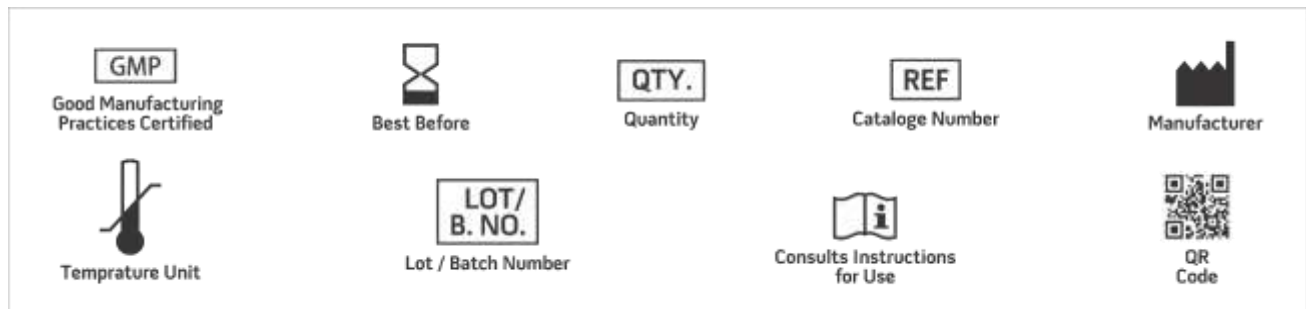 GMP
Good Manufacturing
Practices Certified
Best Before
QTY.
Quantity
REF
Cataloge Number
Manufacturer
Temprature Unit
LOT/
B. NO.
Lot / Batch Number
i
Consults Instructions
for Use
QR
Code